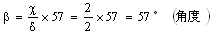 β = χ/δ × 57 = 2/2 × 57 = 57° （角度 ）